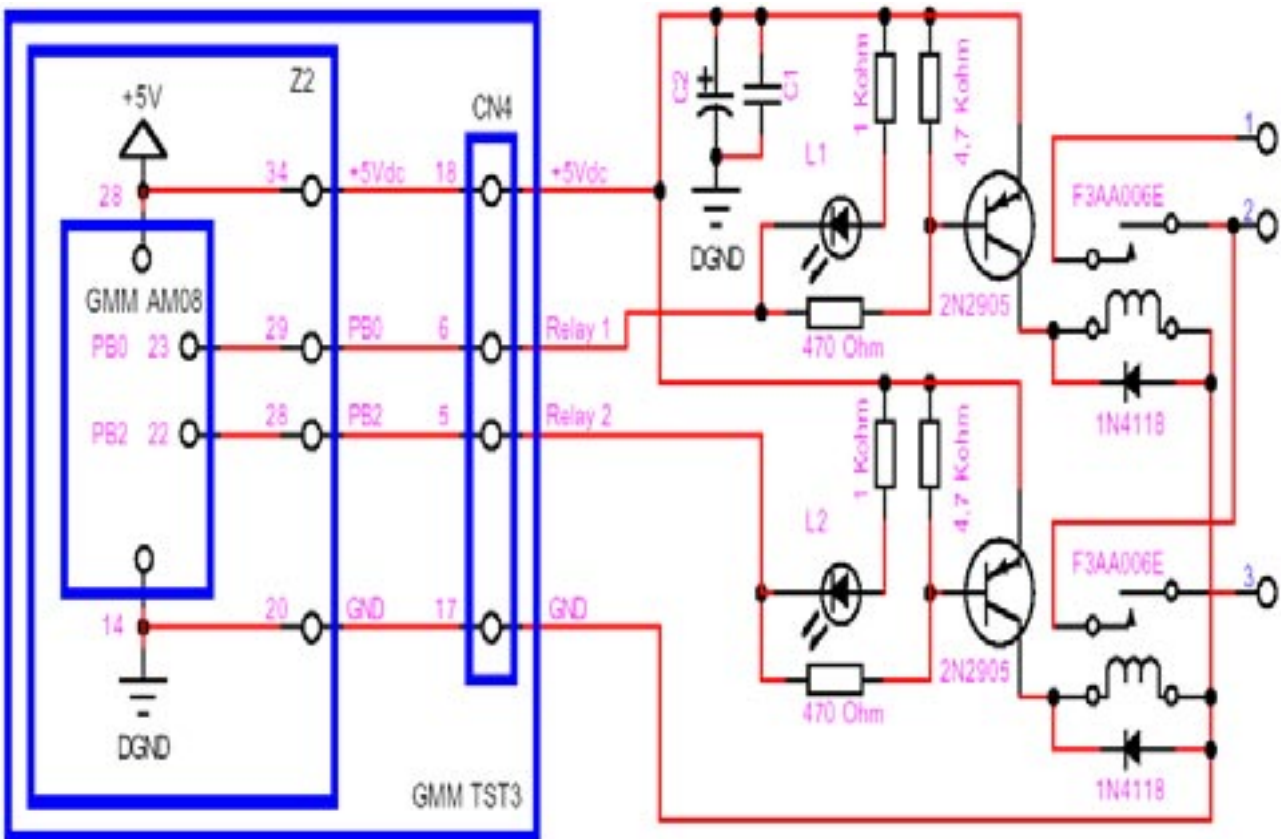 Z2
+5V
CN4
C2
C1
1 Kohm
4,7 Kohm
34
+5Vdc
18
+5Vdc
28
L1
1
F3AA006E
2
DGND
GMM AM08
2N2905
PB0 23
29
PB0
6
Relay 1
470 Ohm
1N4118
PB2 22
28
PB2
5
Relay 2
1 Kohm
4,7 Kohm
L2
F3AA006E
3
14
20
GND
17
GND
2N2905
470 Ohm
DGND
GMM TST3
1N4118